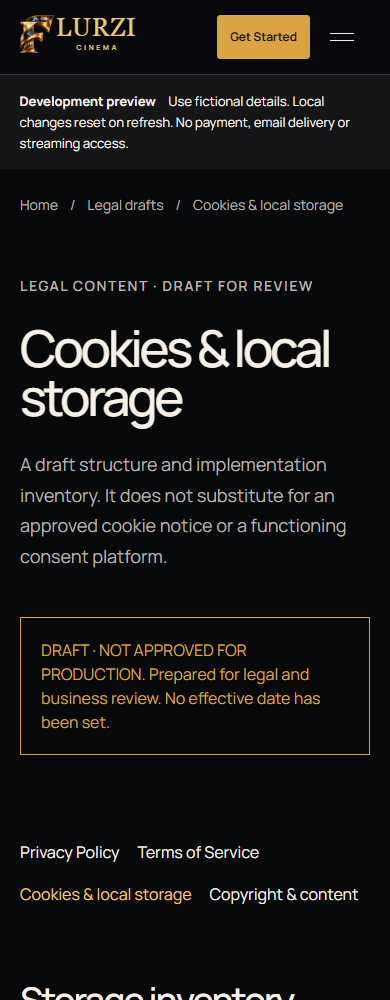 FLURZI
CINEMA
Get Started
Development preview Use fictional details. Local
changes reset on refresh. No payment, email delivery or
streaming access.
Home / Legal drafts / Cookies & local storage
LEGAL CONTENT · DRAFT FOR REVIEW
Cookies & local
storage
A draft structure and implementation
inventory. It does not substitute for an
approved cookie notice or a functioning
consent platform.
DRAFT · NOT APPROVED FOR
PRODUCTION. Prepared for legal and
business review. No effective date has
been set.
Privacy Policy Terms of Service
Cookies & local storage Copyright & content
Storage inventory